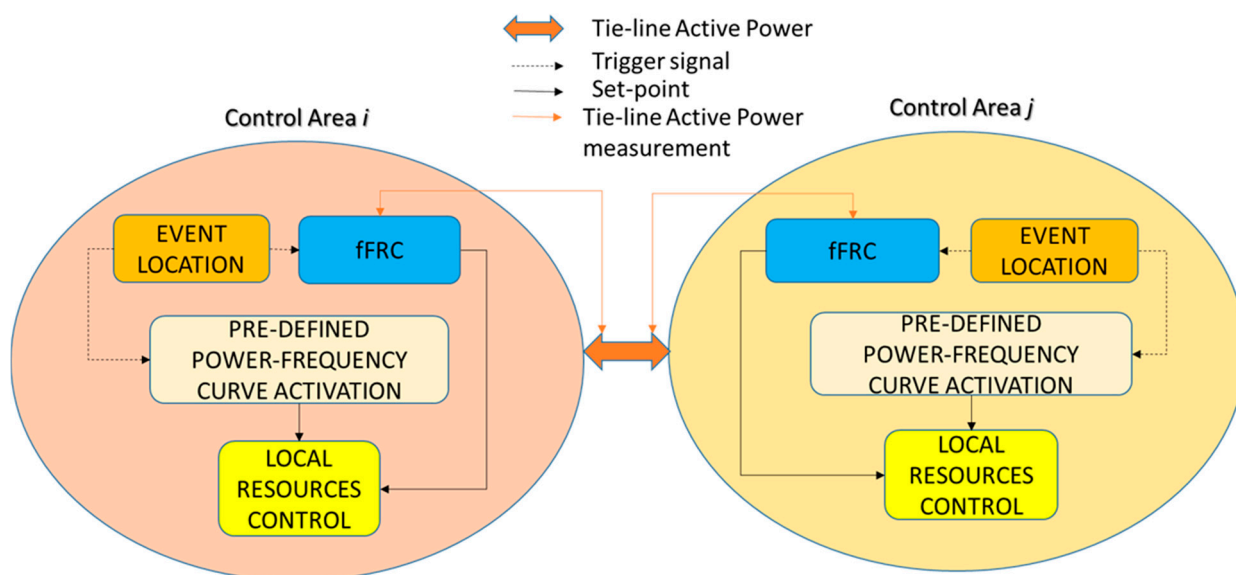 Tie-line Active Power
Trigger signal
Set-point
Tie-line Active Power
measurement
Control Area i
EVENT
LOCATION
fFRC
PRE-DEFINED
POWER-FREQUENCY
CURVE ACTIVATION
LOCAL
RESOURCES
CONTROL
Control Area j
fFRC
EVENT
LOCATION
PRE-DEFINED
POWER-FREQUENCY
CURVE ACTIVATION
LOCAL
RESOURCES
CONTROL